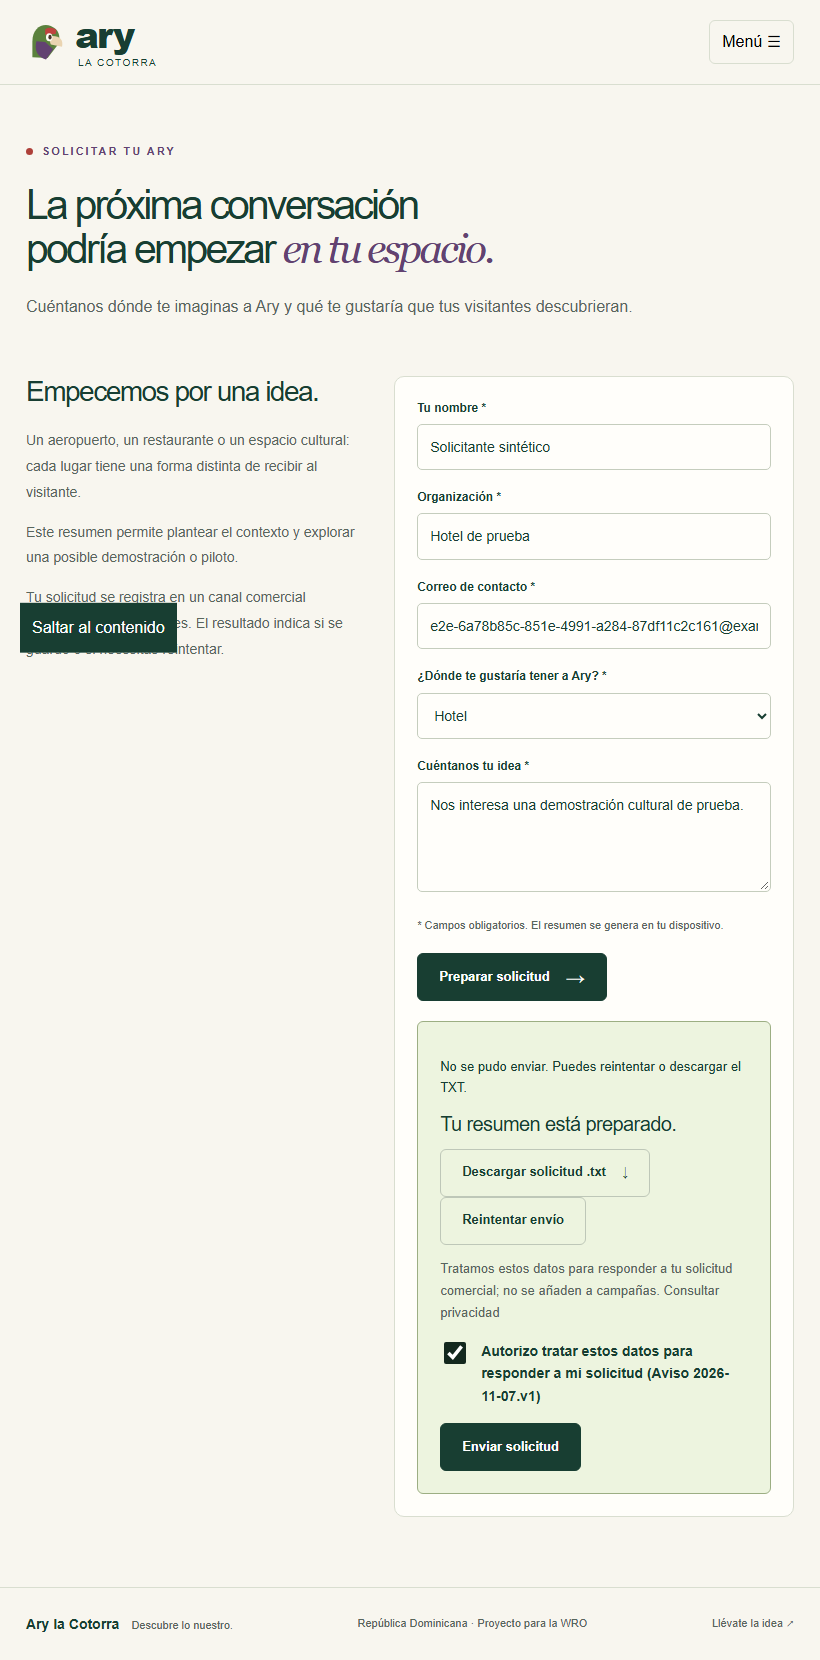 ary
LA COTORRA
Menú ☰
SOLICITAR TU ARY
La próxima conversación
podría empezar en tu espacio.
Cuéntanos dónde te imaginas a Ary y qué te gustaría que tus visitantes descubrieran.
Empecemos por una idea.
Un aeropuerto, un restaurante o un espacio cultural:
cada lugar tiene una forma distinta de recibir al
visitante.
Este resumen permite plantear el contexto y explorar
una posible demostración o piloto.
Tu solicitud se registra en un canal comercial
es. El resultado indica si se
intentar.
Saltar al contenido
Tu nombre *
Solicitante sintético
Organización *
Hotel de prueba
Correo de contacto *
e2e-6a78b85c-851e-4991-a284-87df11c2c161@exa
¿Dónde te gustaría tener a Ary? *
Hotel
Cuéntanos tu idea *
Nos interesa una demostración cultural de prueba.
* Campos obligatorios. El resumen se genera en tu dispositivo.
Preparar solicitud →
No se pudo enviar. Puedes reintentar o descargar el
TXT.
Tu resumen está preparado.
Descargar solicitud .txt ↓
Reintentar envío
Tratamos estos datos para responder a tu solicitud
comercial; no se añaden a campañas. Consultar
privacidad
Autorizo tratar estos datos para
responder a mi solicitud (Aviso 2026-
11-07.v1)
Enviar solicitud
Ary la Cotorra Descubre lo nuestro.
República Dominicana · Proyecto para la WRO
Llévate la idea ↗